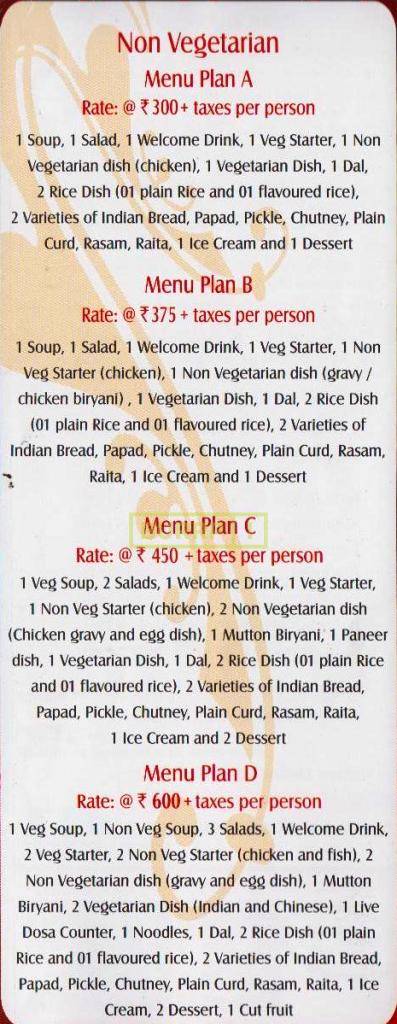 Non Vegetarian
Menu Plan A
Rate: @ ₹ 300+ taxes per person
1 Soup, 1 Salad, 1 Welcome Drink, 1 Veg Starter, 1 Non
Vegetarian dish (chicken), 1 Vegetarian Dish, 1 Dal,
2 Rice Dish (01 plain Rice and 01 flavoured rice),
2 Varieties of Indian Bread, Papad, Pickle, Chutney, Plain
Curd, Rasam, Raita, 1 Ice Cream and 1 Dessert
Menu Plan B
Rate: @ ₹ 375 + taxes per person
1 Soup, 1 Salad, 1 Welcome Drink, 1 Veg Starter, 1 Non
Veg Starter (chicken), 1 Non Vegetarian dish (gravy /
chicken biryani) , 1 Vegetarian Dish, 1 Dal, 2 Rice Dish
(01 plain Rice and 01 flavoured rice), 2 Varieties of
Indian Bread, Papad, Pickle, Chutney, Plain Curd, Rasam,
Raita, 1 Ice Cream and 1 Dessert
Menu Plan C
Rate: @ ₹ 450 + taxes per person
1 Veg Soup, 2 Salads, 1 Welcome Drink, 1 Veg Starter,
1 Non Veg Starter (chicken), 2 Non Vegetarian dish
(Chicken gravy and egg dish), 1 Mutton Biryani, 1 Paneer
dish, 1 Vegetarian Dish, 1 Dal, 2 Rice Dish (01 plain Rice
and 01 flavoured rice), 2 Varieties of Indian Bread,
Papad, Pickle, Chutney, Plain Curd, Rasam, Raita,
1 Ice Cream and 2 Dessert
Menu Plan D
Rate: @ ₹ 600 + taxes per person
1 Veg Soup, 1 Non Veg Soup, 3 Salads, 1 Welcome Drink,
2 Veg Starter, 2 Non Veg Starter (chicken and fish), 2
Non Vegetarian dish (gravy and egg dish), 1 Mutton
Biryani, 2 Vegetarian Dish (Indian and Chinese), 1 Live
Dosa Counter, 1 Noodles, 1 Dal, 2 Rice Dish (01 plain
Rice and 01 flavoured rice), 2 Varieties of Indian Bread,
Papad, Pickle, Chutney, Plain Curd, Rasam, Raita, 1 Ice
Cream, 2 Dessert, 1 Cut fruit